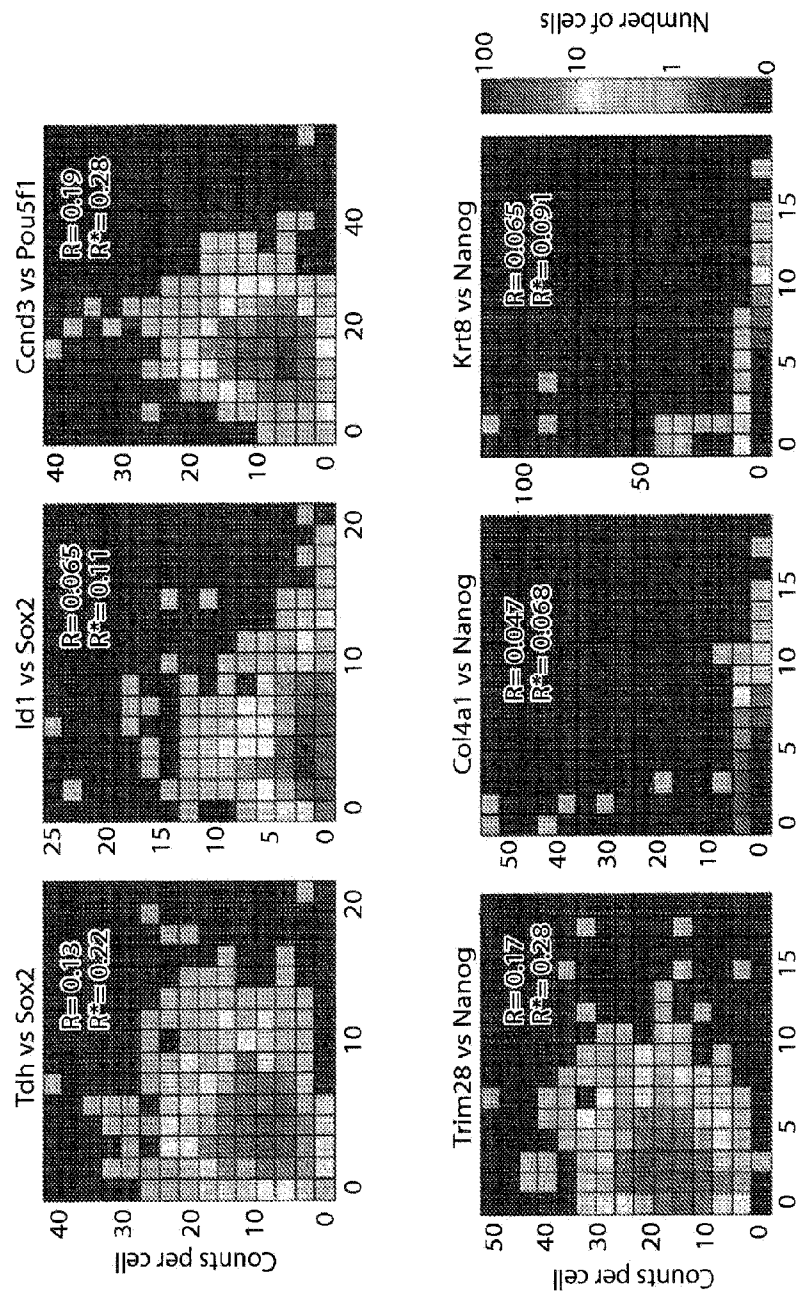 Tdh vs Sox2
R= 0.13
R*= 0.22
Counts per cell
40
30
20
10
0
0
10
20
Id1 vs Sox2
R= 0.065
R*= 0.11
25
20
15
10
5
0
0
10
20
Ccnd3 vs Pou5f1
R= 0.19
R*= 0.28
40
30
20
10
0
0
20
40
Trim28 vs Nanog
R= 0.17
R*= 0.28
Counts per cell
50
40
30
20
10
0
0
5
10
15
Col4a1 vs Nanog
R= 0.047
R*= 0.068
50
40
30
20
10
0
0
5
10
15
Krt8 vs Nanog
R= 0.065
R*= 0.091
100
50
0
0
5
10
15
100
10
1
0
Number of cells